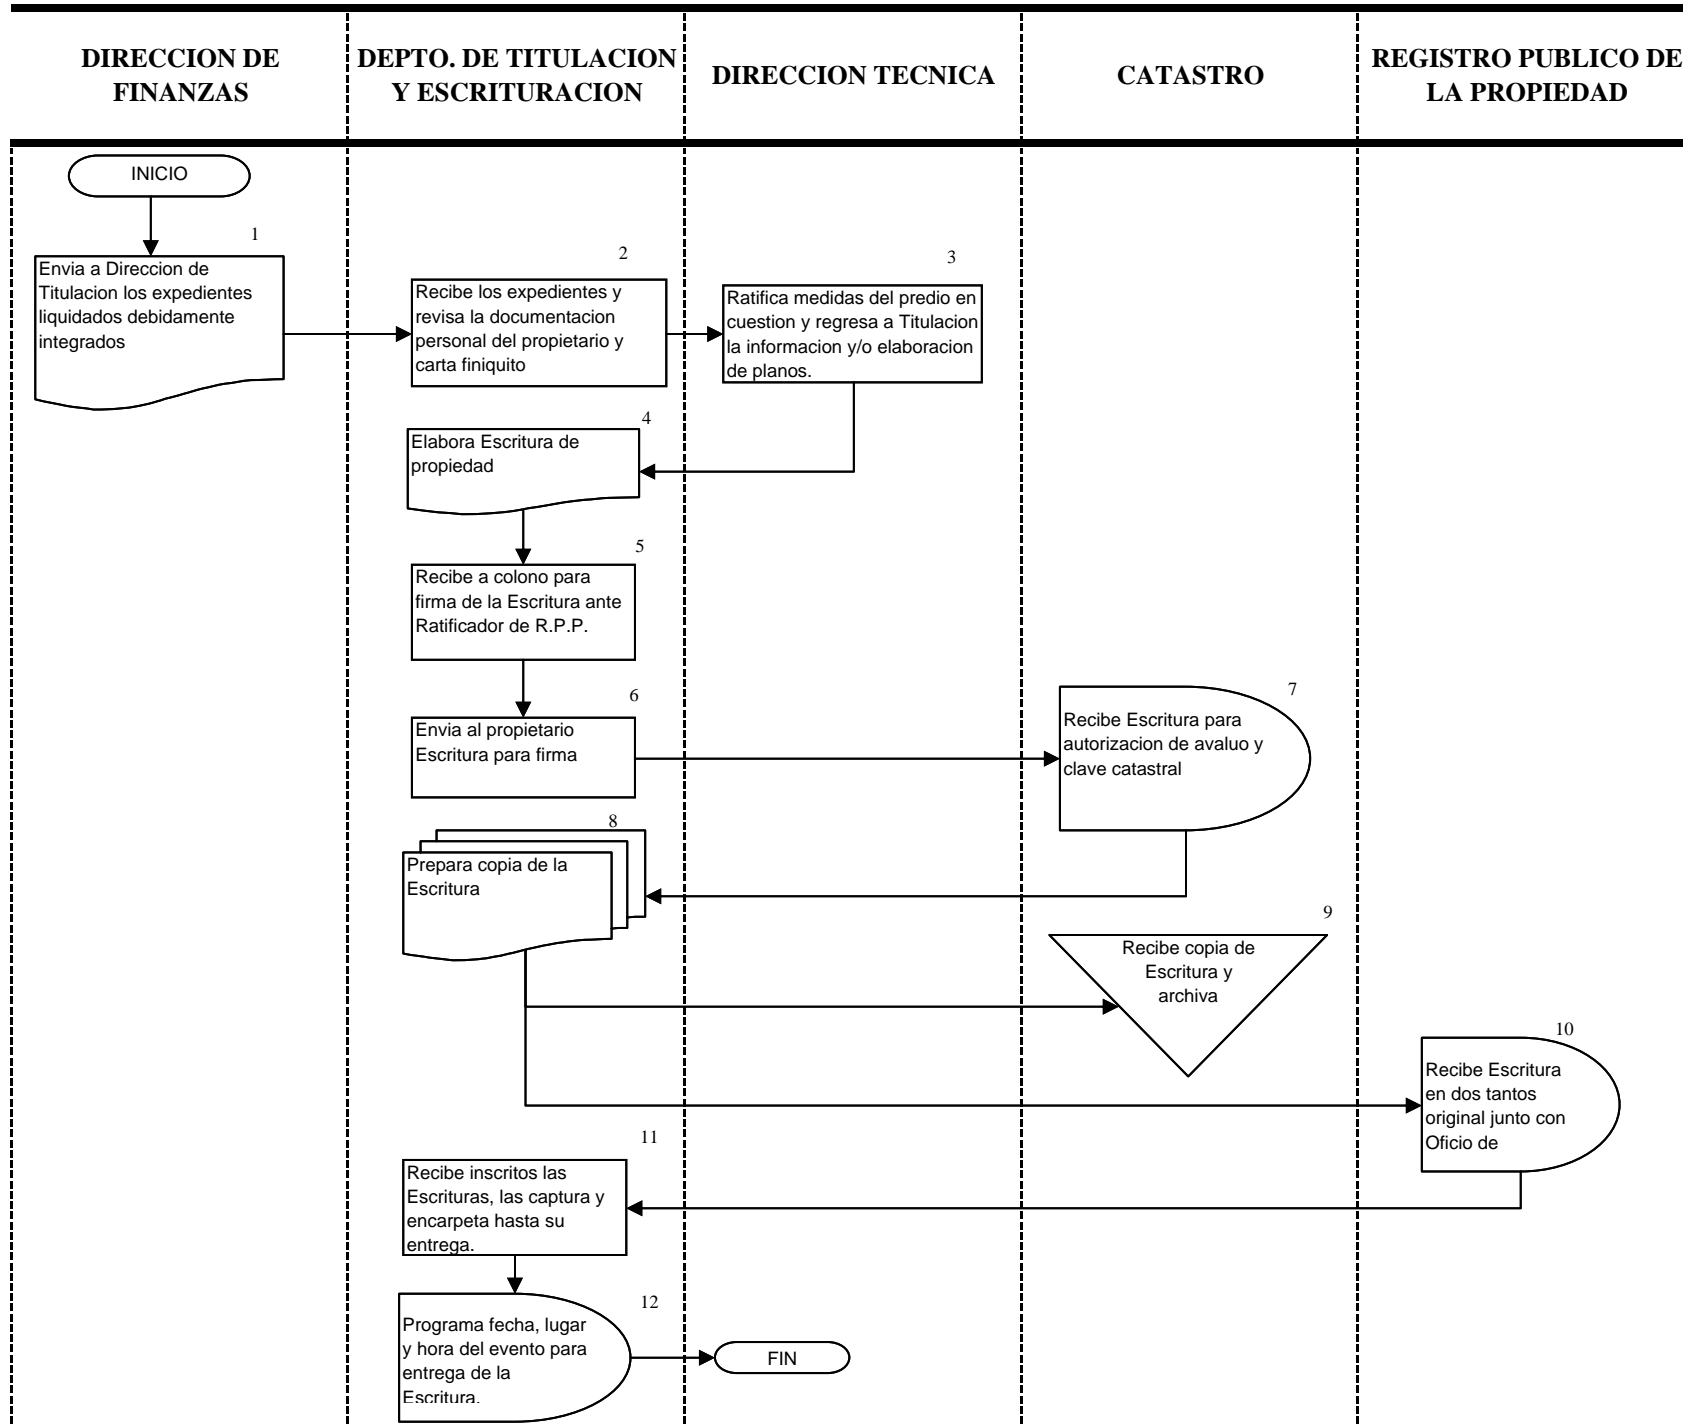 DIRECCION DE
FINANZAS
DEPTO. DE TITULACION
Y ESCRITURACION
DIRECCION TECNICA
CATASTRO
REGISTRO PUBLICO DE
LA PROPIEDAD
INICIO
1
Envia a Direccion de
Titulacion los expedientes
liquidados debidamente
integrados
2
Recibe los expedientes y
revisa la documentacion
personal del propietario y
carta finiquito
3
Ratifica medidas del predio en
cuestion y regresa a Titulacion
la informacion y/o elaboracion
de planos.
4
Elabora Escritura de
propiedad
5
Recibe a colono para
firma de la Escritura ante
Ratificador de R.P.P.
6
Envia al propietario
Escritura para firma
7
Recibe Escritura para
autorizacion de avaluo y
clave catastral
8
Prepara copia de la
Escritura
9
Recibe copia de
Escritura y
archiva
10
Recibe Escritura
en dos tantos
original junto con
Oficio de
11
Recibe inscritos las
Escrituras, las captura y
encarpeta hasta su
entrega.
12
Programa fecha, lugar
y hora del evento para
entrega de la
Escritura.
FIN